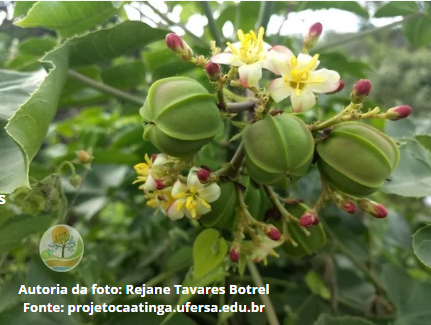 s
Autoria da foto: Rejane Tavares Botrel
Fonte: projetocaatinga.ufersa.edu.br